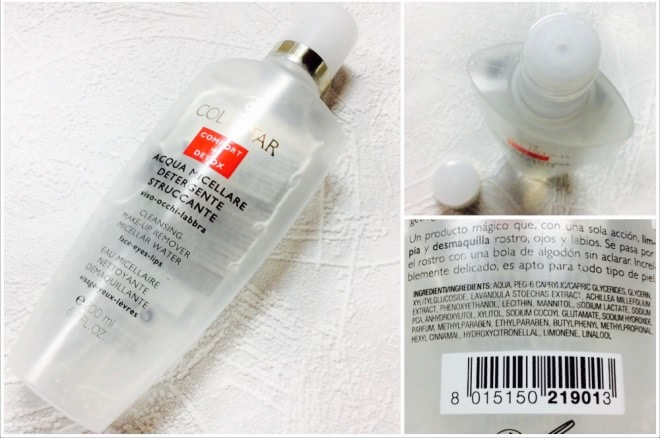 COLLISTAR
COMFORT
+
DETOX
ACQUA MICELLARE
DETERGENTE
STRUCCANTE
viso-occhi-labbra
CLEANSING
MAKE-UP REMOVER
MICELLAR WATER
face-eyes-lips
EAU MICELLAIRE
NETTOYANTE
DÉMAQUILLANTE
visage-yeux-lèvres
FL. OZ.
Un producto mágico que, con una sola acción, lim-
pia y desmaquilla rostro, ojos y labios. Se pasa por
el rostro con una bola de algodón sin aclarar. Increí-
blemente delicado, es apto para todo tipo de piel
INGREDIENTI/INGREDIENTS: AQUA, PEG-6 CAPRYLIC/CAPRIC GLYCERIDES, GLYCERIN,
XYLITYLGLUCOSIDE, LAVANDULA STOECHAS EXTRACT, ACHILLEA MILLEFOLIUM
EXTRACT, PHENOXYETHANOL, LECITHIN, MANNITOL, SODIUM LACTATE, SODIUM
PCA, ANHYDROXYLITOL, XYLITOL, SODIUM COCOYL GLUTAMATE, SODIUM HYDROXIDE,
PARFUM, METHYLPARABEN, ETHYLPARABEN, BUTYLPHENYL METHYLPROPIONAL,
HEXYL CINNAMAL, HYDROXYCITRONELLAL, LIMONENE, LINALOOL
8 015150 219013